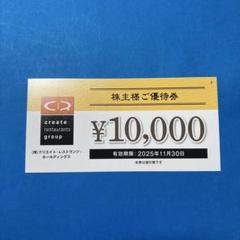 株主様ご優待券
create
restaurants
group
¥10,000
(株)クリエイト・レストランツ・
ホールディングス
有効期限：2025年11月30日